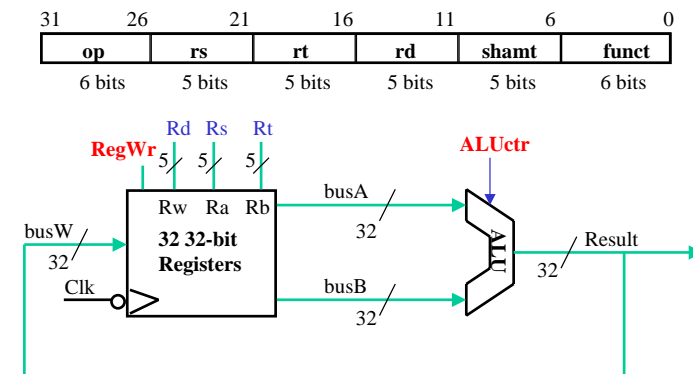 31 26 21 16 11 6 0
op rs rt rd shamt funct
6 bits 5 bits 5 bits 5 bits 5 bits 6 bits
Rd Rs Rt
RegWr ALUctr
5 5 5
busA
Rw Ra Rb
busW 32 32-bit ALU Result
32 Registers 32 32
Clk busB
32